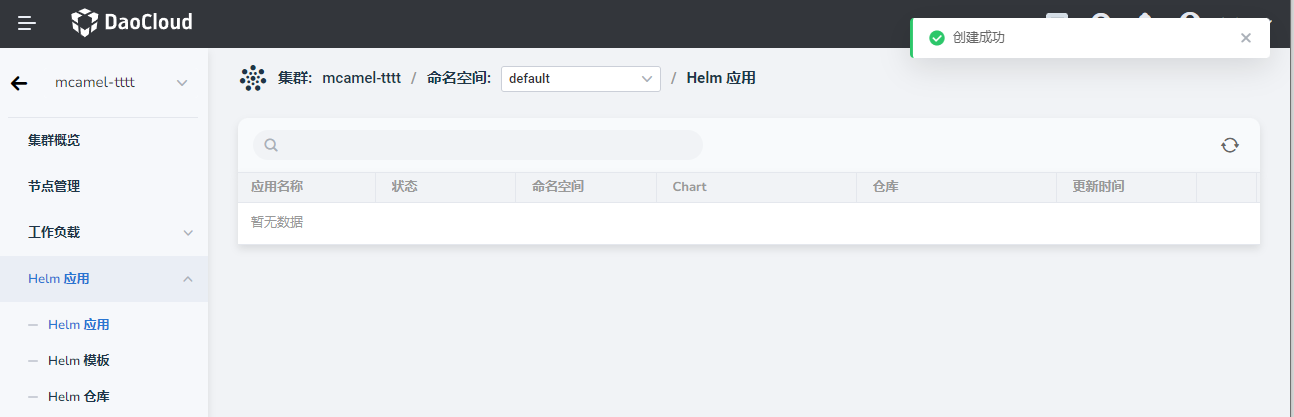 DaoCloud
创建成功
mcamel-tttt
集群: mcamel-tttt / 命名空间: default / Helm 应用
集群概览
节点管理
工作负载
Helm 应用
Helm 应用
Helm 模板
Helm 仓库
应用名称 状态 命名空间 Chart 仓库 更新时间
暂无数据